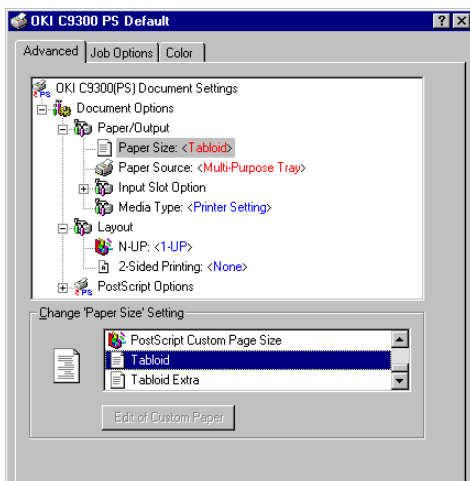 OKI C9300 PS Default
Advanced Job Options Color
OKI C9300(PS) Document Settings
Document Options
Paper/Output
Paper Size: <Tabloid>
Paper Source: <Multi-Purpose Tray>
Input Slot Option
Media Type: <Printer Setting>
Layout
N-UP: <1-UP>
2-Sided Printing: <None>
PostScript Options
Change 'Paper Size' Setting
PostScript Custom Page Size
Tabloid
Tabloid Extra
Edit of Custom Paper